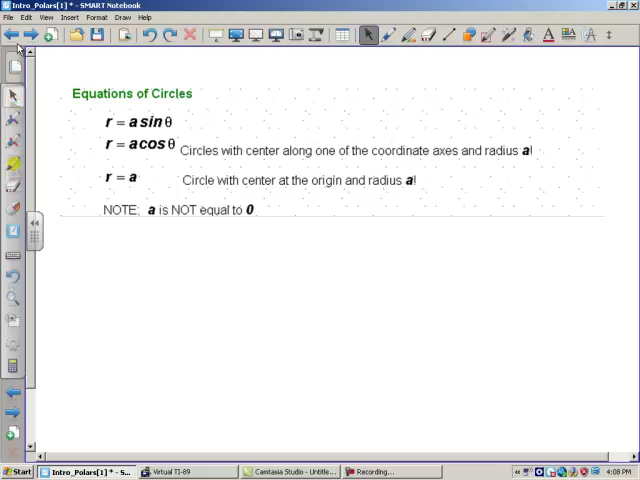 Intro_Polars[1] * - SMART Notebook
File Edit View Insert Format Draw Help
Equations of Circles
r = a sin θ
r = a cos θ Circles with center along one of the coordinate axes and radius a!
r = a Circle with center at the origin and radius a!
NOTE: a is NOT equal to 0
Start Intro_Polars[1] * - S... Virtual TI-89 Camtasia Studio - Untitle... Recording... 4:08 PM